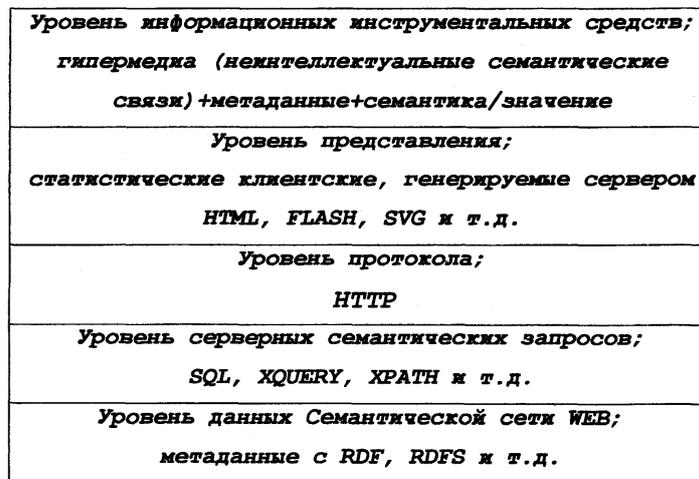 Уровень информационных инструментальных средств;
гипермедиа (неинтеллектуальные семантические
связи)+метаданные+семантика/значение
Уровень представления;
статистические клиентские, генерируемые сервером
HTML, FLASH, SVG и т.д.
Уровень протокола;
HTTP
Уровень серверных семантических запросов;
SQL, XQUERY, XPATH и т.д.
Уровень данных Семантической сети WEB;
метаданные с RDF, RDFS и т.д.